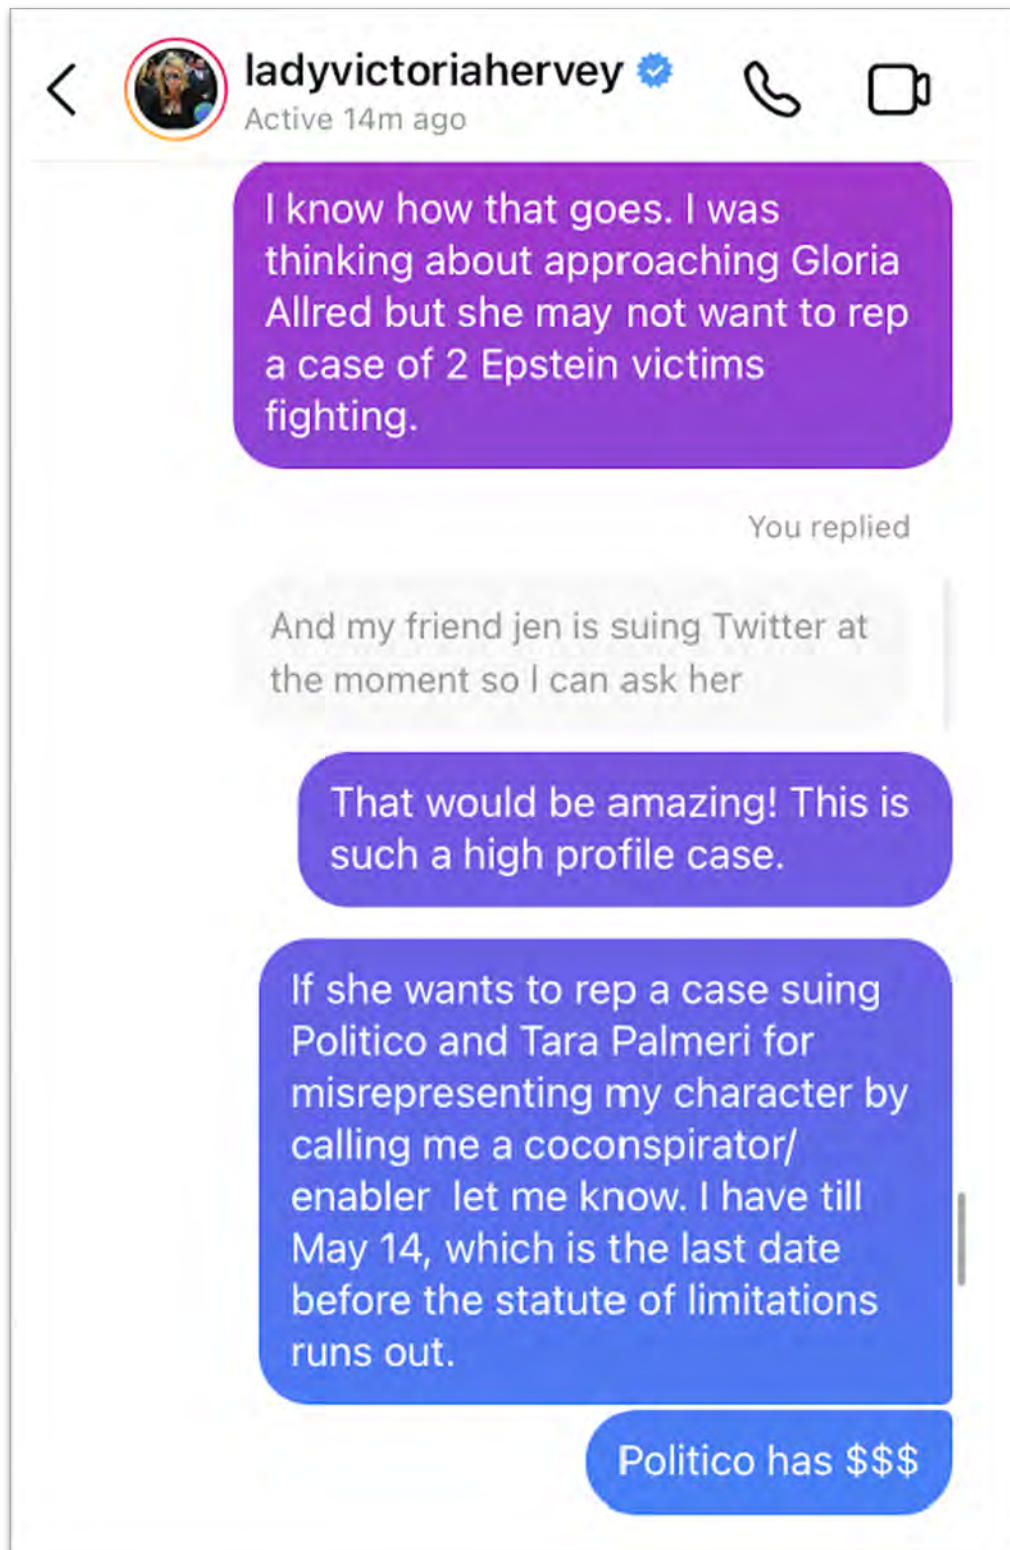 ladyvictoriahervey
Active 14m ago
I know how that goes. I was
thinking about approaching Gloria
Allred but she may not want to rep
a case of 2 Epstein victims
fighting.
You replied
And my friend jen is suing Twitter at
the moment so I can ask her
That would be amazing! This is
such a high profile case.
If she wants to rep a case suing
Politico and Tara Palmeri for
misrepresenting my character by
calling me a coconspirator/
enabler  let me know. I have till
May 14, which is the last date
before the statute of limitations
runs out.
Politico has $$$